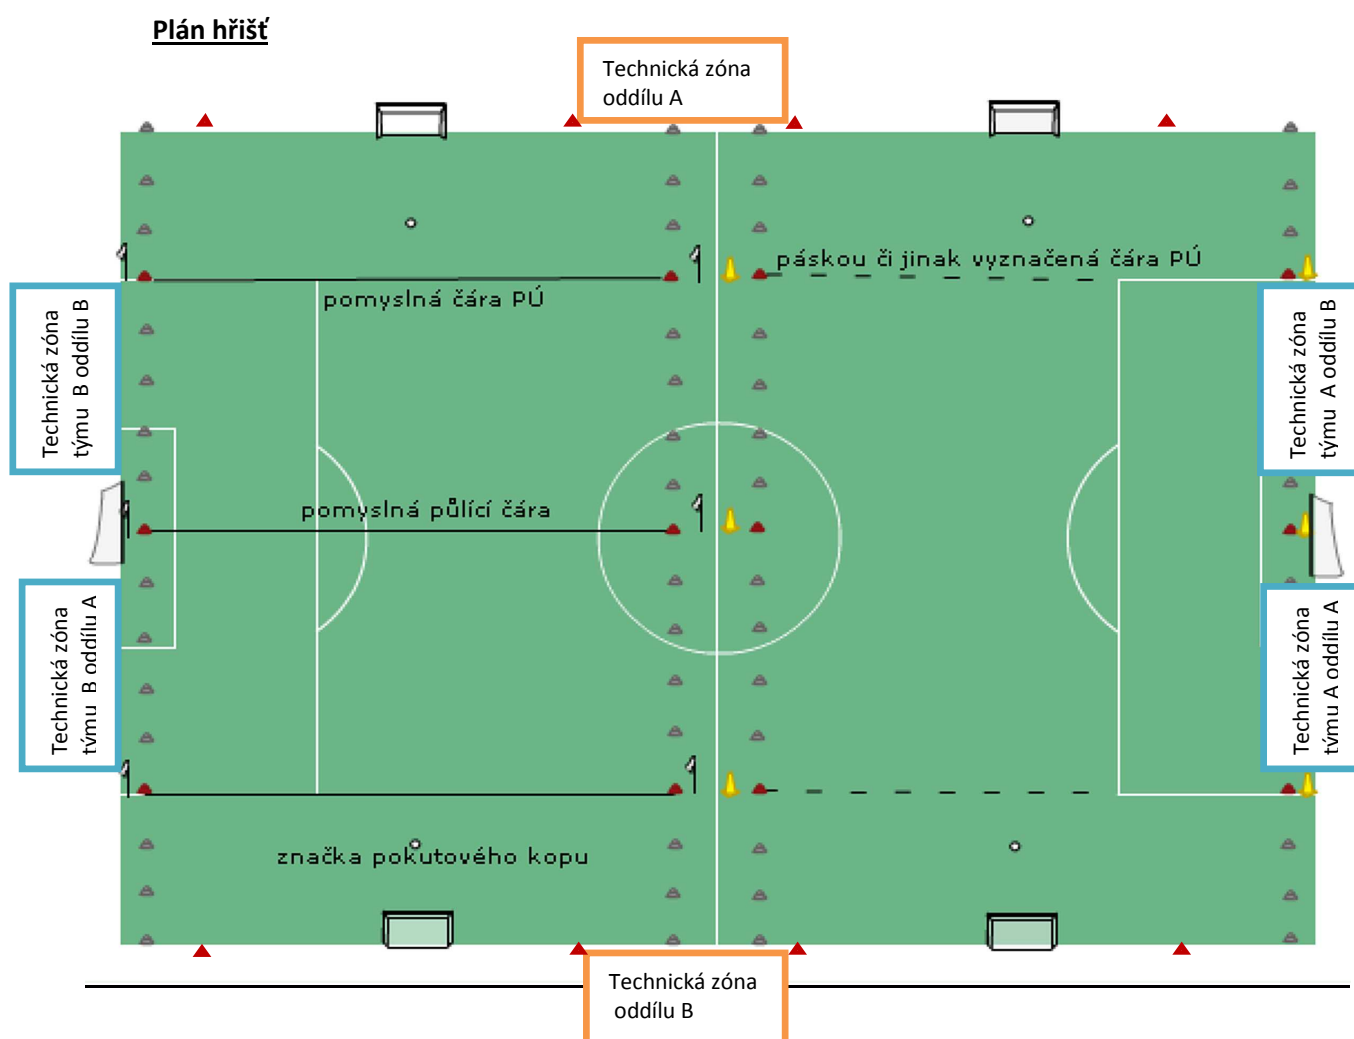 Plán hřišť
Technická zóna
oddílu A
páskou či jinak vyznačená čára PÚ
pomyslná čára PÚ
Technická zóna
týmu B oddílu B
Technická zóna
týmu A oddílu B
pomyslná půlící čára
Technická zóna
týmu B oddílu A
Technická zóna
týmu A oddílu A
značka pokutového kopu
Technická zóna
oddílu B